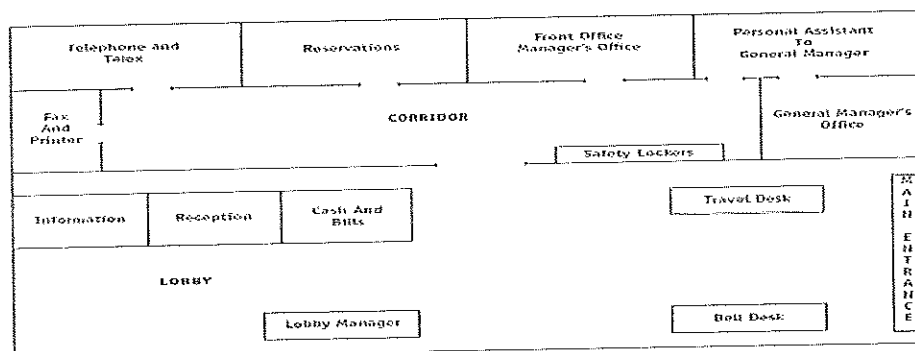 Telephone and
Telex
Reservations
Front Office
Manager's Office
Personal Assistant
To
General Manager
Fax
And
Printer
CORRIDOR
General Manager's
Office
Safety Lockers
Information
Reception
Cash And
Bills
Travel Desk
MAIN ENTRANCE
LOBBY
Lobby Manager
Bell Desk